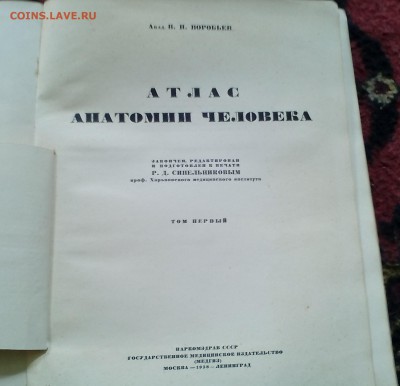 COINS.LAVE.RU
Акад В. П. ВОРОБЬЕВ
АТЛАС
АНАТОМИИ ЧЕЛОВЕКА
ЗАКОНЧЕН, РЕДАКТИРОВАН
И ПОДГОТОВЛЕН К ПЕЧАТИ
Р. Д. СИНЕЛЬНИКОВЫМ
проф. Харьковского медицинского института
ТОМ ПЕРВЫЙ
НАРКОМЗДРАВ СССР
ГОСУДАРСТВЕННОЕ МЕДИЦИНСКОЕ ИЗДАТЕЛЬСТВО
(МЕДГИЗ)
МОСКВА — ЛЕНИНГРАД